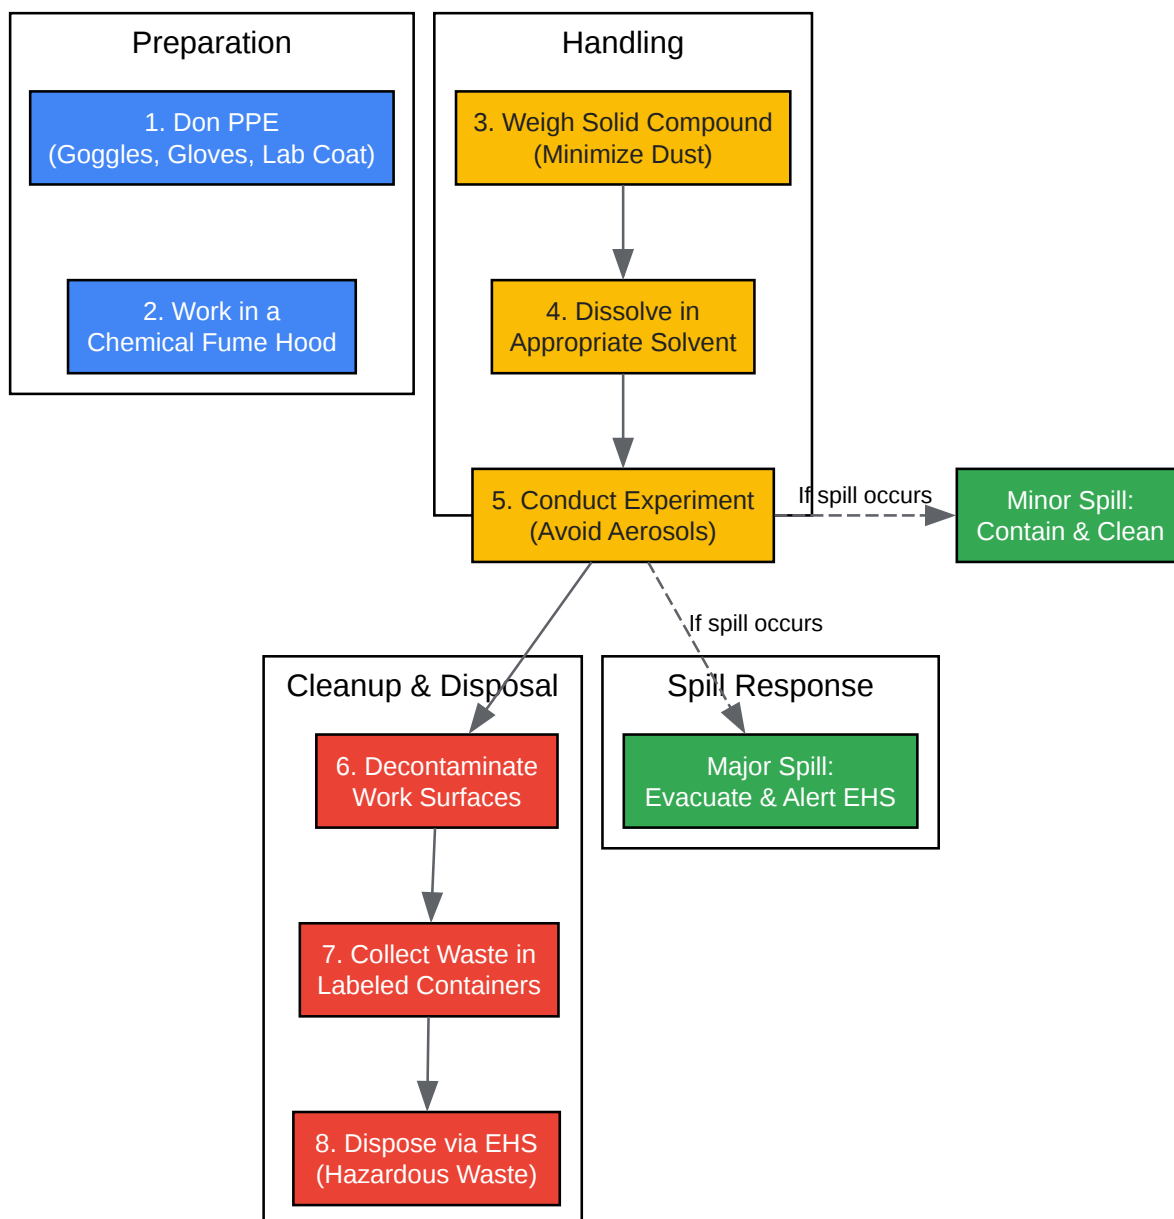 Preparation
1. Don PPE
(Goggles, Gloves, Lab Coat)
2. Work in a
Chemical Fume Hood
Handling
3. Weigh Solid Compound
(Minimize Dust)
4. Dissolve in
Appropriate Solvent
5. Conduct Experiment
(Avoid Aerosols)
If spill occurs
Minor Spill:
Contain & Clean
If spill occurs
Cleanup & Disposal
6. Decontaminate
Work Surfaces
7. Collect Waste in
Labeled Containers
8. Dispose via EHS
(Hazardous Waste)
Spill Response
Major Spill:
Evacuate & Alert EHS